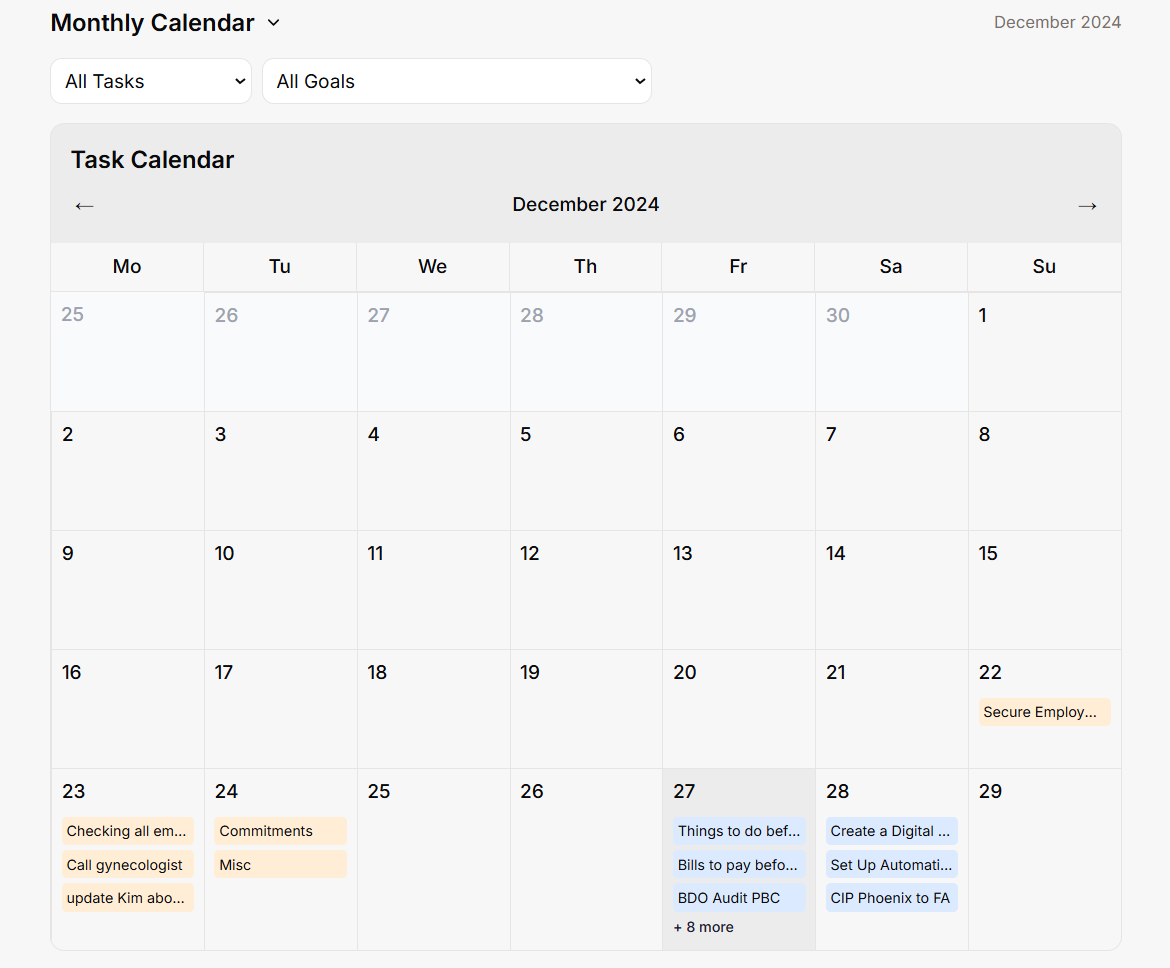 Monthly Calendar
December 2024
All Tasks
All Goals
Task Calendar
← December 2024 →
Mo Tu We Th Fr Sa Su
25 26 27 28 29 30 1
2 3 4 5 6 7 8
9 10 11 12 13 14 15
16 17 18 19 20 21 22
Secure Employ...
23 24 25 26 27 28 29
Checking all em... Commitments Things to do bef... Create a Digital ...
Call gynecologist Misc Bills to pay befo... Set Up Automati...
update Kim abo... BDO Audit PBC CIP Phoenix to FA
+ 8 more